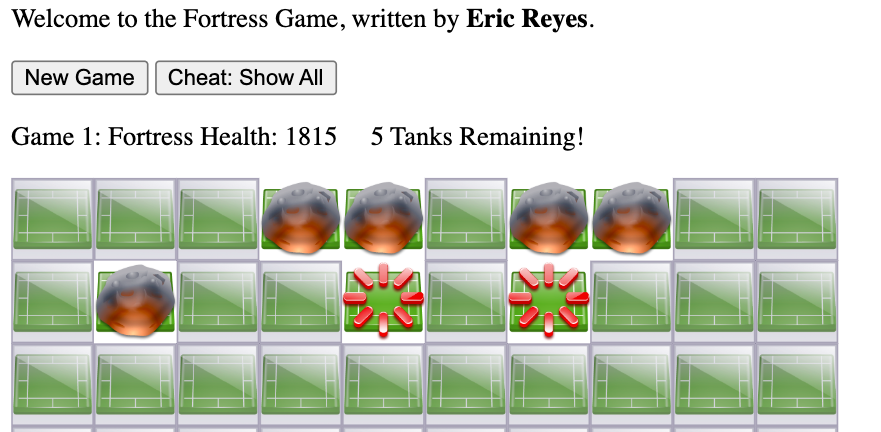 Welcome to the Fortress Game, written by Eric Reyes.
New Game Cheat: Show All
Game 1: Fortress Health: 1815 5 Tanks Remaining!